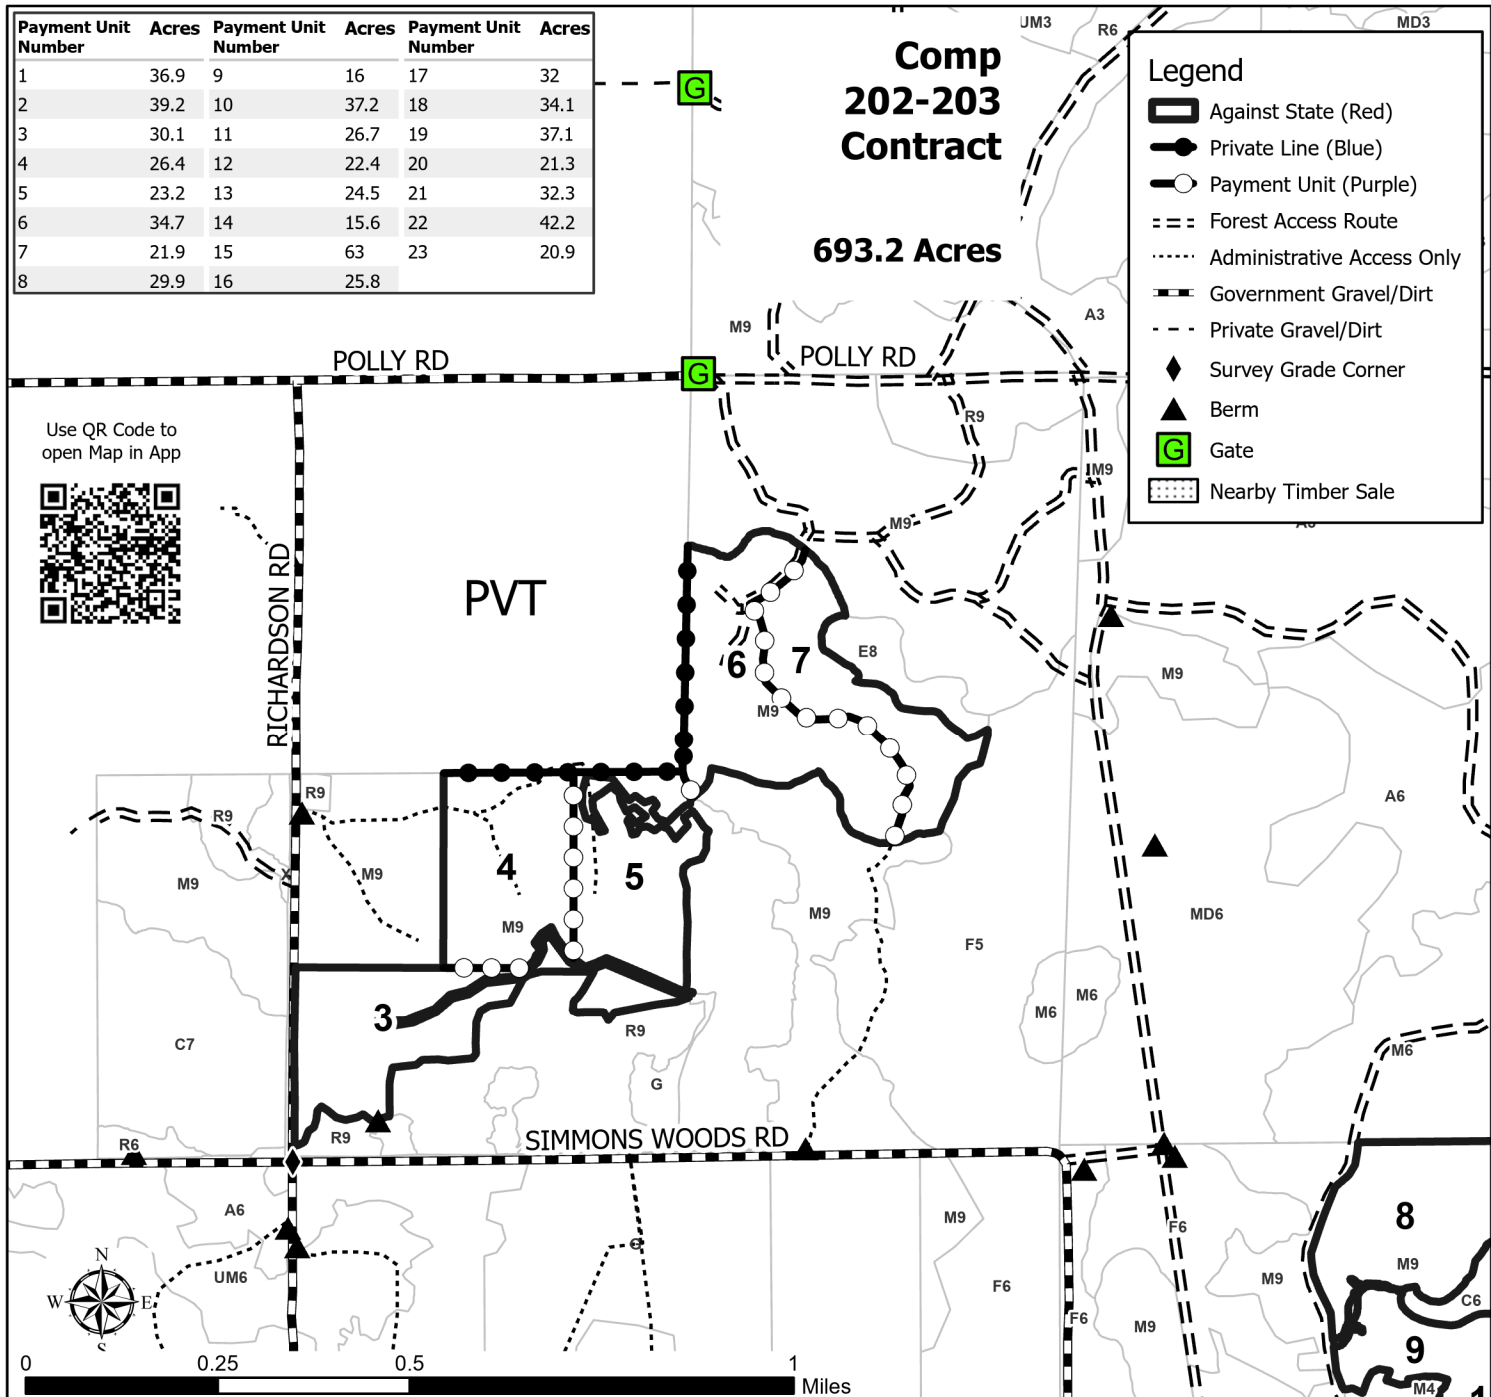 Payment Unit Number Acres Payment Unit Number Acres Payment Unit Number Acres
1 36.9 9 16 17 32
2 39.2 10 37.2 18 34.1
3 30.1 11 26.7 19 37.1
4 26.4 12 22.4 20 21.3
5 23.2 13 24.5 21 32.3
6 34.7 14 15.6 22 42.2
7 21.9 15 63 23 20.9
8 29.9 16 25.8
Comp
202-203
Contract
693.2 Acres
Legend
Against State (Red)
Private Line (Blue)
Payment Unit (Purple)
Forest Access Route
Administrative Access Only
Government Gravel/Dirt
Private Gravel/Dirt
Survey Grade Corner
Berm
G Gate
Nearby Timber Sale
UM3
R6
MD3
G
M9
A3
POLLY RD
POLLY RD
G
Use QR Code to
open Map in App
R9
M9
M9
RICHARDSON RD
PVT
6
7
E8
M9
M9
R9
R9
A6
X
M9
M9
4
5
M9
M9
MD6
F5
3
M6
M6
R9
C7
M6
G
R6
R9
SIMMONS WOODS RD
A6
M9
F6
8
G
UM6
M9
M9
F6
C6
F6
M9
9
M4
N
W
E
S
0 0.25 0.5 1
Miles